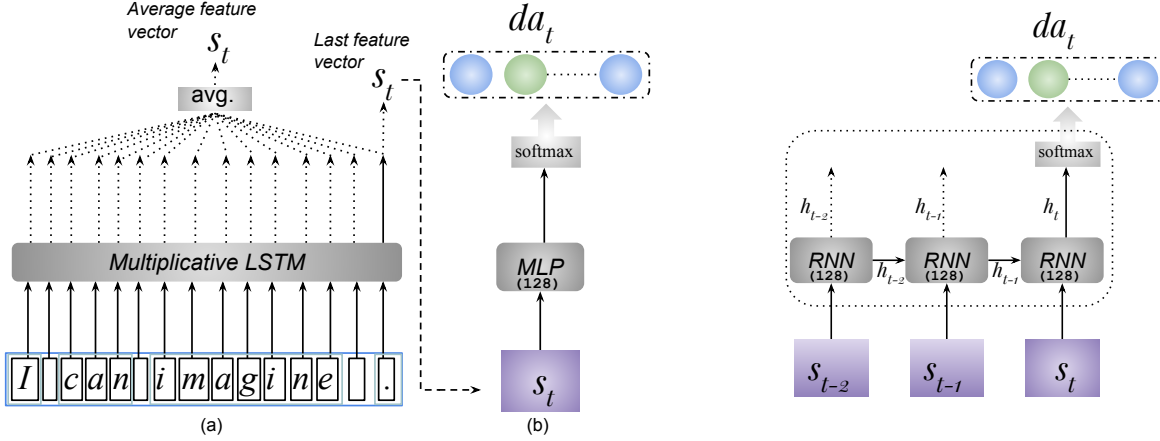 Average feature
vector
s_t
avg.
Last feature
vector
s_t
Multiplicative LSTM
I can imagine .
(a)
da_t
softmax
MLP
(128)
s_t
(b)
da_t
softmax
h_{t-2}
h_{t-1}
h_t
RNN
(128)
h_{t-2}
RNN
(128)
h_{t-1}
RNN
(128)
s_{t-2}
s_{t-1}
s_t